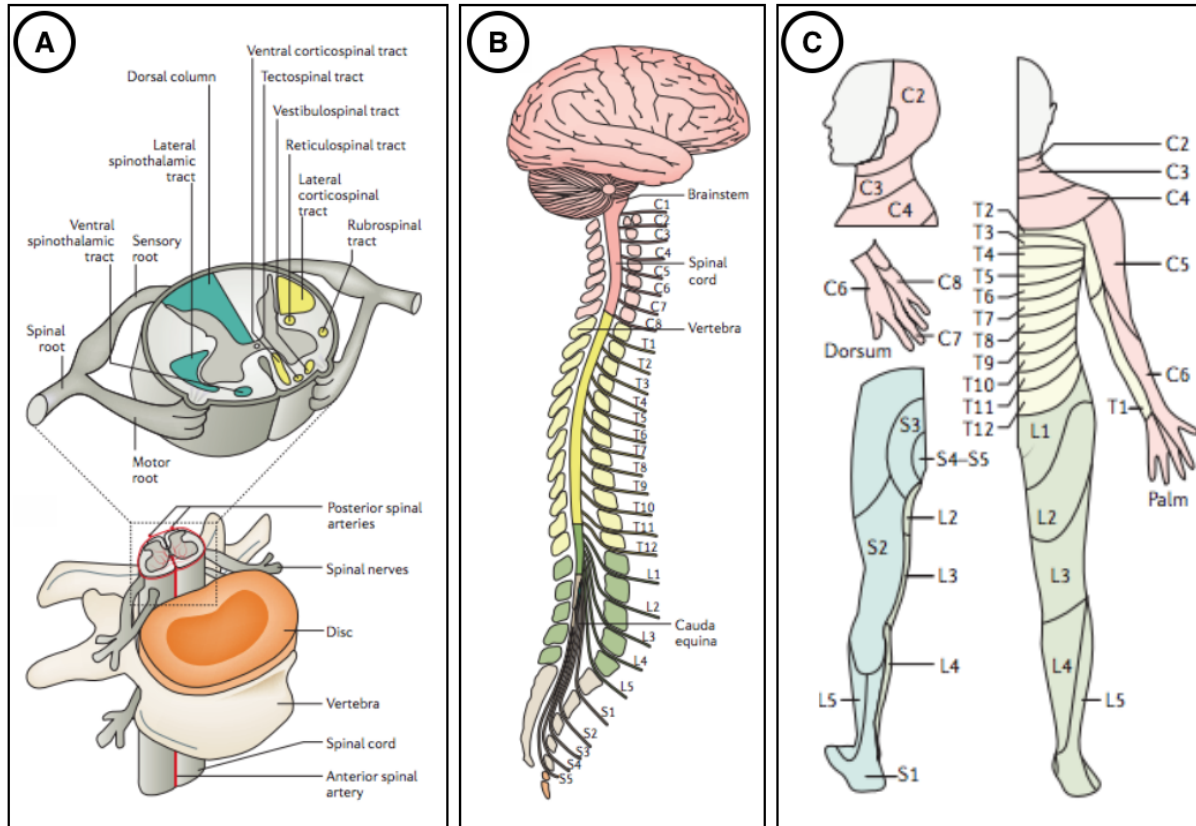 A
Ventral corticospinal tract
Dorsal column
Tectospinal tract
Vestibulospinal tract
Lateral
spinothalamic
tract
Reticulospinal tract
Lateral
corticospinal
tract
Ventral
spinothalamic
tract
Sensory
root
Rubrospinal
tract
Spinal
root
Motor
root
Posterior spinal
arteries
Spinal nerves
Disc
Vertebra
Spinal cord
Anterior spinal
artery
B
Brainstem
C1
C2
C3
C4
Spinal
cord
C5
C6
C7
C8
Vertebra
T1
T2
T3
T4
T5
T6
T7
T8
T9
T10
T11
T12
L1
L2
Cauda
equina
L3
L4
L5
S1
S2
S3
S4
S5
C
C2
C3
C4
C6
C8
C7
Dorsum
S3
S4–S5
L2
S2
L3
L4
L5
S1
C2
C3
C4
T2
T3
T4
T5
C5
T6
T7
T8
T9
T10
C6
T11
T1
T12
L1
Palm
L2
L3
L4
L5